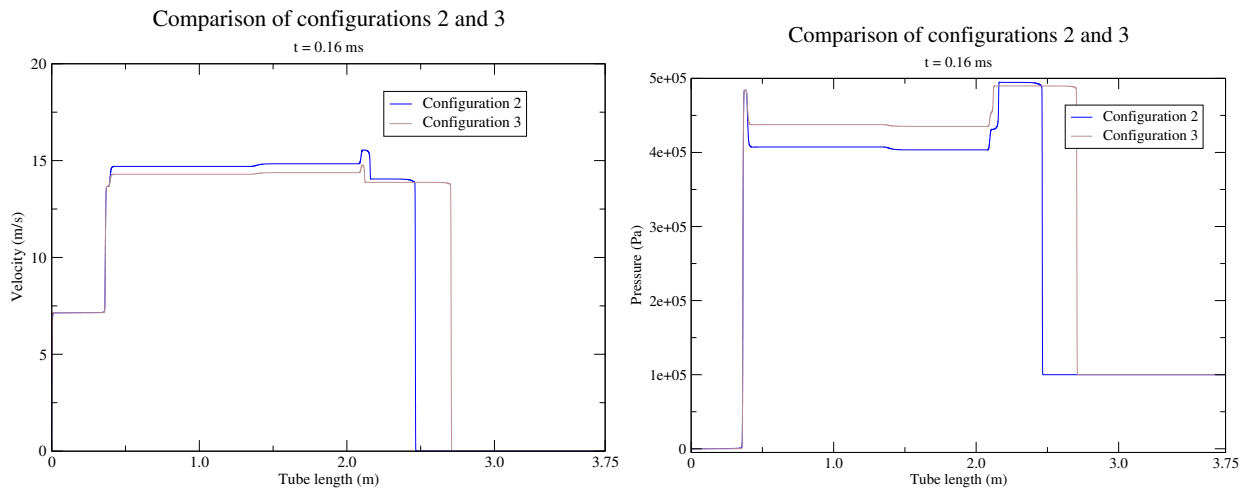 Comparison of configurations 2 and 3
t = 0.16 ms
20
15
10
5
0
Velocity (m/s)
Configuration 2
Configuration 3
0
1.0
2.0
3.0
3.75
Tube length (m)
Comparison of configurations 2 and 3
t = 0.16 ms
5e+05
4e+05
3e+05
2e+05
1e+05
0
Pressure (Pa)
Configuration 2
Configuration 3
0
1.0
2.0
3.0
3.75
Tube length (m)